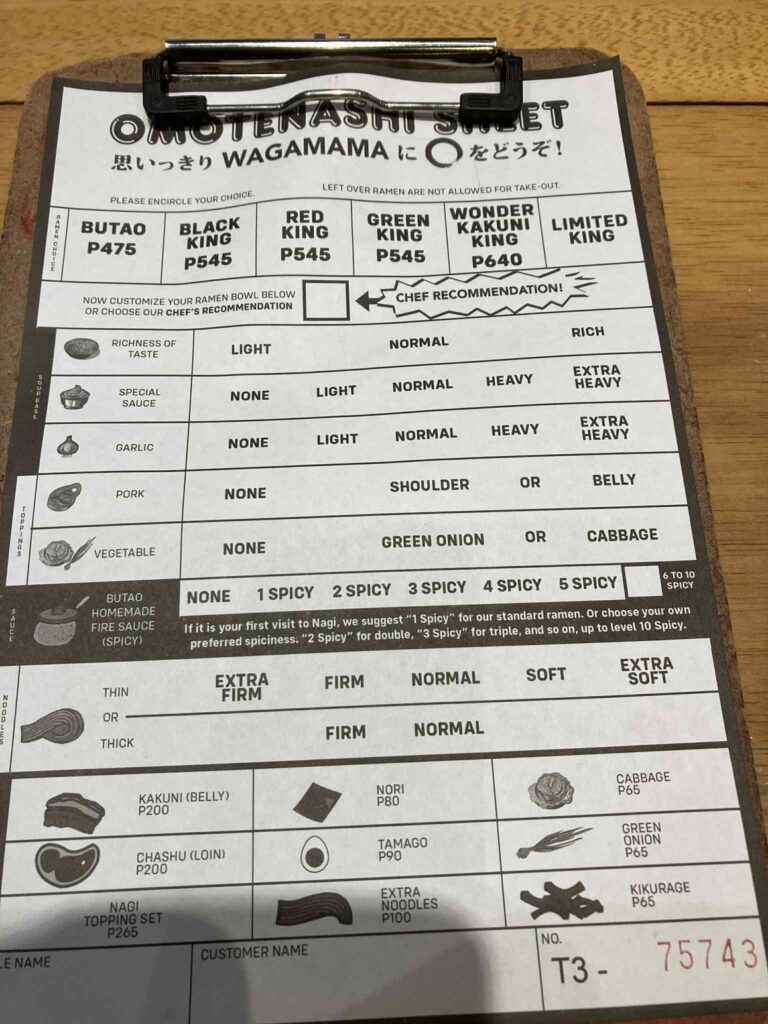 OMOTENASHI SHEET
思いっきり WAGAMAMA に ○ をどうぞ!
PLEASE ENCIRCLE YOUR CHOICE.
LEFT OVER RAMEN ARE NOT ALLOWED FOR TAKE-OUT.
RAMEN CHOICE
BUTAO
P475
BLACK
KING
P545
RED
KING
P545
GREEN
KING
P545
WONDER
KAKUNI
KING
P640
LIMITED
KING
NOW CUSTOMIZE YOUR RAMEN BOWL BELOW
OR CHOOSE OUR CHEF'S RECOMMENDATION
CHEF RECOMMENDATION!
SOUP BASE
RICHNESS OF
TASTE
LIGHT NORMAL RICH
SPECIAL
SAUCE
NONE LIGHT NORMAL HEAVY EXTRA
HEAVY
GARLIC
NONE LIGHT NORMAL HEAVY EXTRA
HEAVY
TOPPINGS
PORK
NONE SHOULDER OR BELLY
VEGETABLE
NONE GREEN ONION OR CABBAGE
SAUCE
BUTAO
HOMEMADE
FIRE SAUCE
(SPICY)
NONE 1 SPICY 2 SPICY 3 SPICY 4 SPICY 5 SPICY
6 TO 10
SPICY
If it is your first visit to Nagi, we suggest "1 Spicy" for our standard ramen. Or choose your own
preferred spiciness. "2 Spicy" for double, "3 Spicy" for triple, and so on, up to level 10 Spicy.
NOODLES
THIN
EXTRA
FIRM
FIRM NORMAL SOFT EXTRA
SOFT
OR
THICK
FIRM NORMAL
KAKUNI (BELLY)
P200
NORI
P80
CABBAGE
P65
CHASHU (LOIN)
P200
TAMAGO
P90
GREEN
ONION
P65
NAGI
TOPPING SET
P265
EXTRA
NOODLES
P100
KIKURAGE
P65
NAME
CUSTOMER NAME
NO.
T3 - 75743